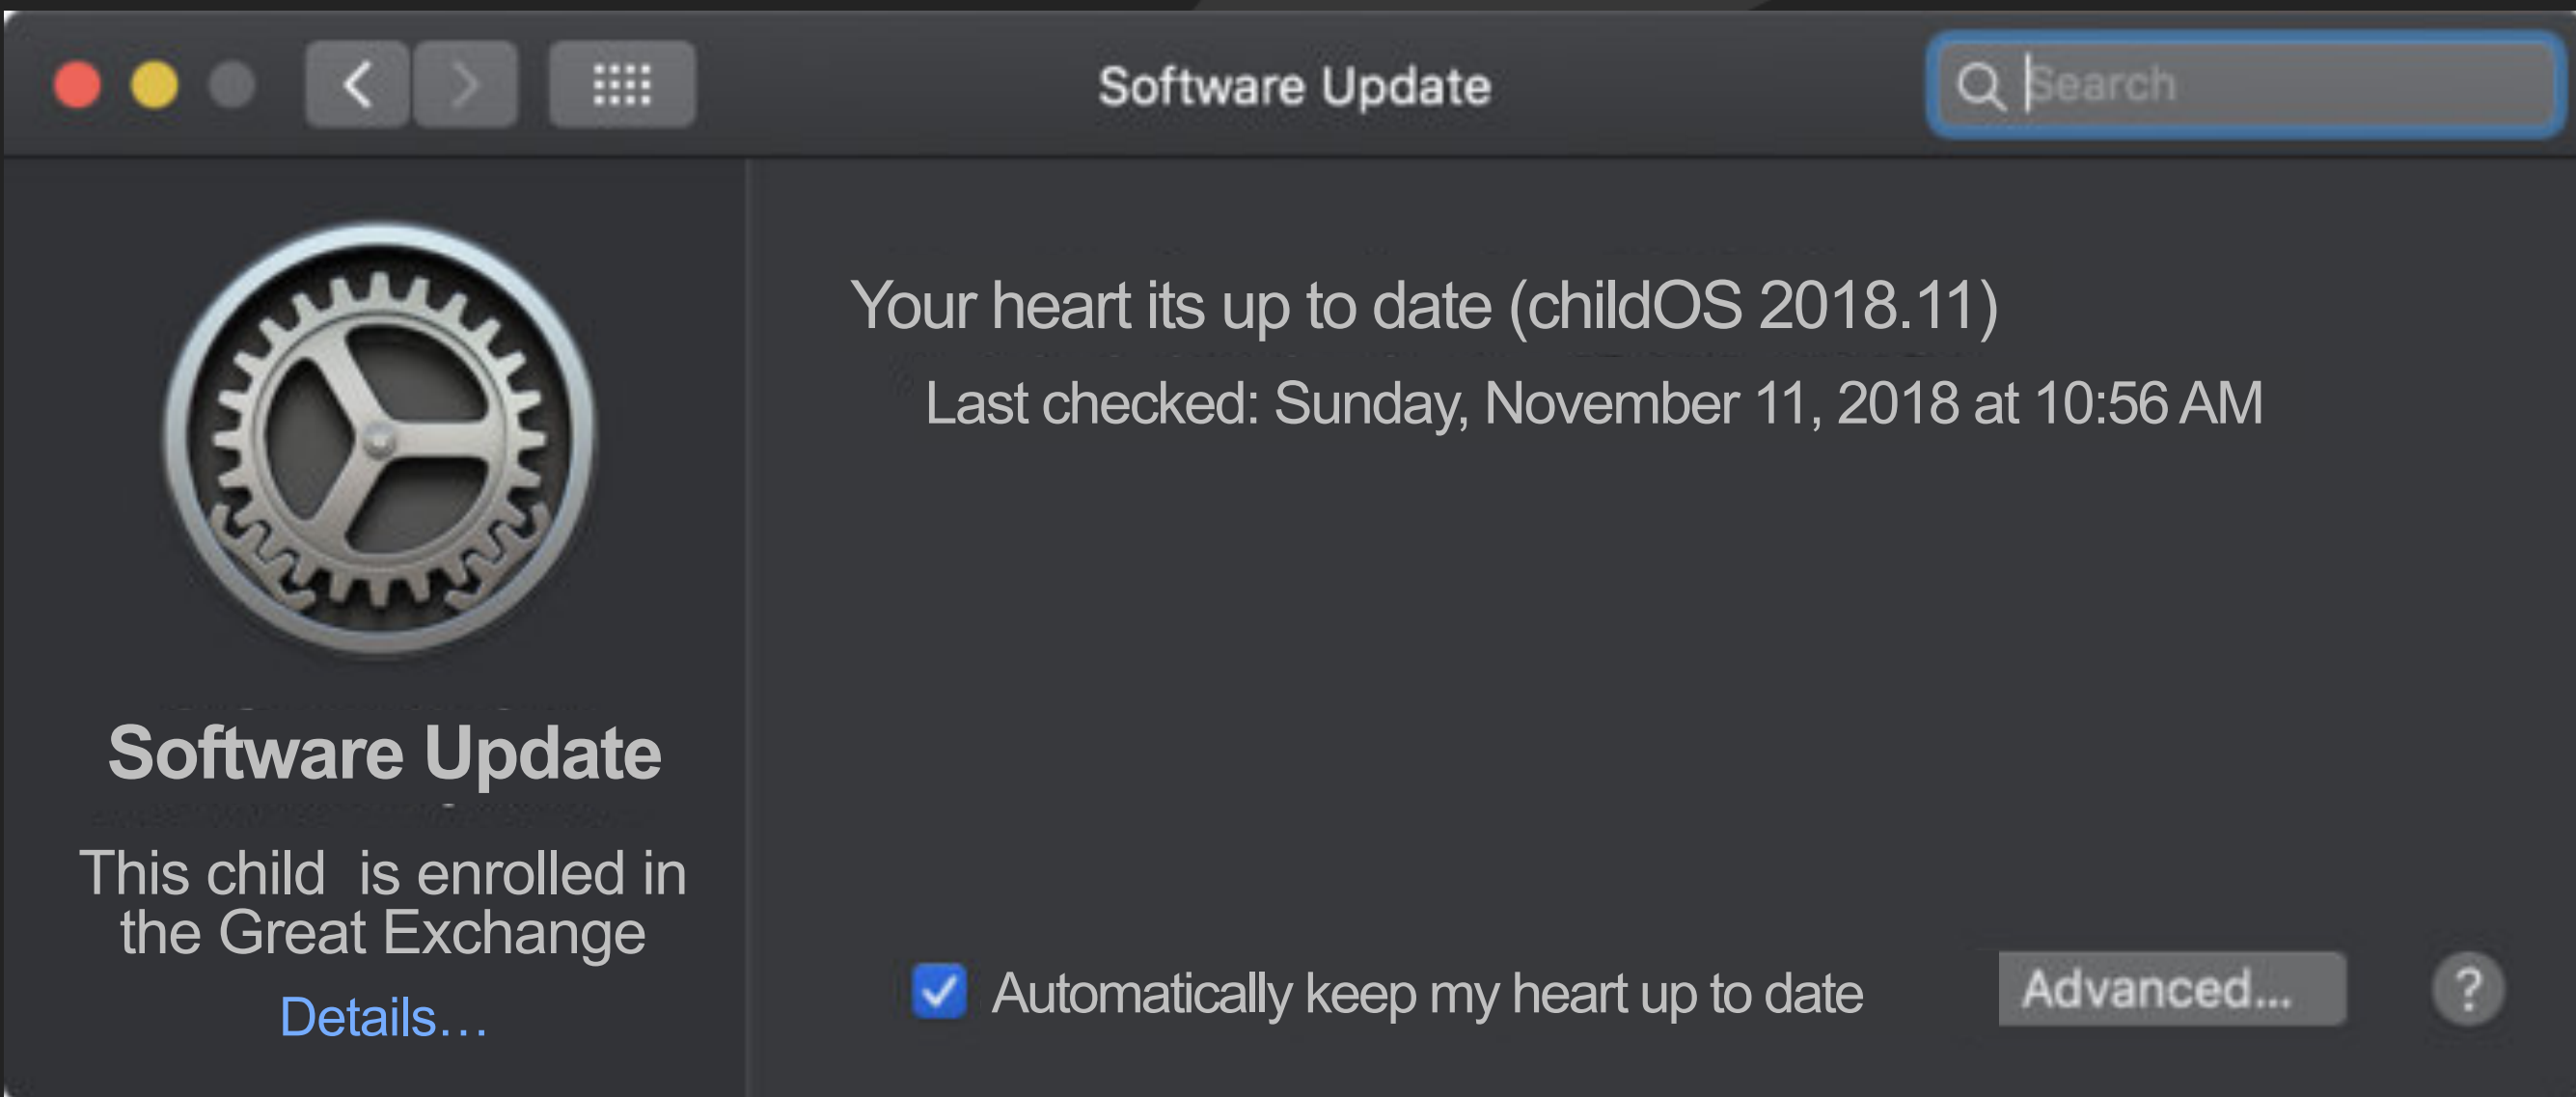 Software Update
Search
Your heart its up to date (childOS 2018.11)
Last checked: Sunday, November 11, 2018 at 10:56 AM
Software Update
This child  is enrolled in
the Great Exchange
Details...
Automatically keep my heart up to date
Advanced...
?